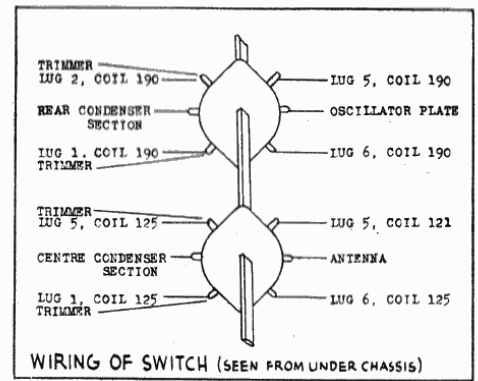 TRIMMER
LUG 2, COIL 190
LUG 5, COIL 190
REAR CONDENSER
SECTION
OSCILLATOR PLATE
LUG 1, COIL 190
TRIMMER
LUG 6, COIL 190
TRIMMER
LUG 5, COIL 125
LUG 5, COIL 121
CENTRE CONDENSER
SECTION
ANTENNA
LUG 1, COIL 125
TRIMMER
LUG 6, COIL 125
WIRING OF SWITCH (SEEN FROM UNDER CHASSIS)